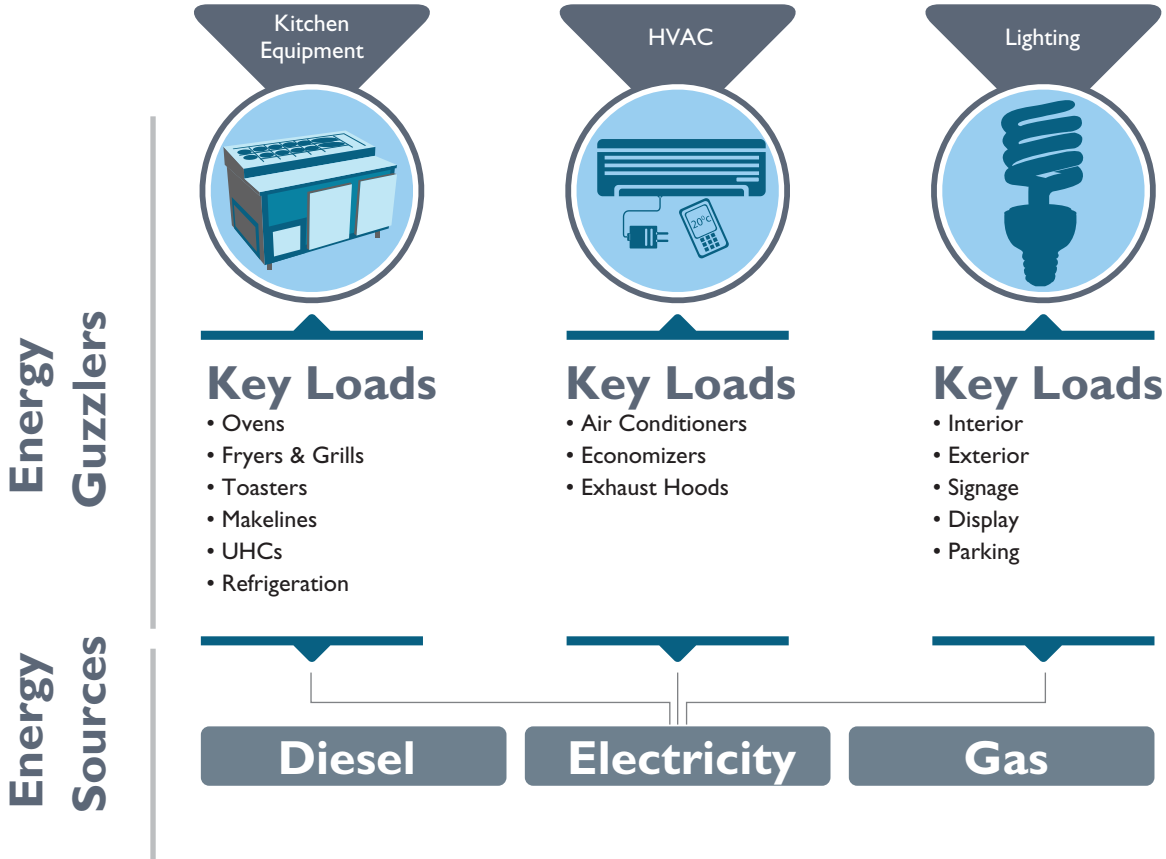 Kitchen
Equipment
HVAC
Lighting
20°c
Energy
Guzzlers
Key Loads
• Ovens
• Fryers & Grills
• Toasters
• Makelines
• UHCs
• Refrigeration
Key Loads
• Air Conditioners
• Economizers
• Exhaust Hoods
Key Loads
• Interior
• Exterior
• Signage
• Display
• Parking
Energy
Sources
Diesel
Electricity
Gas